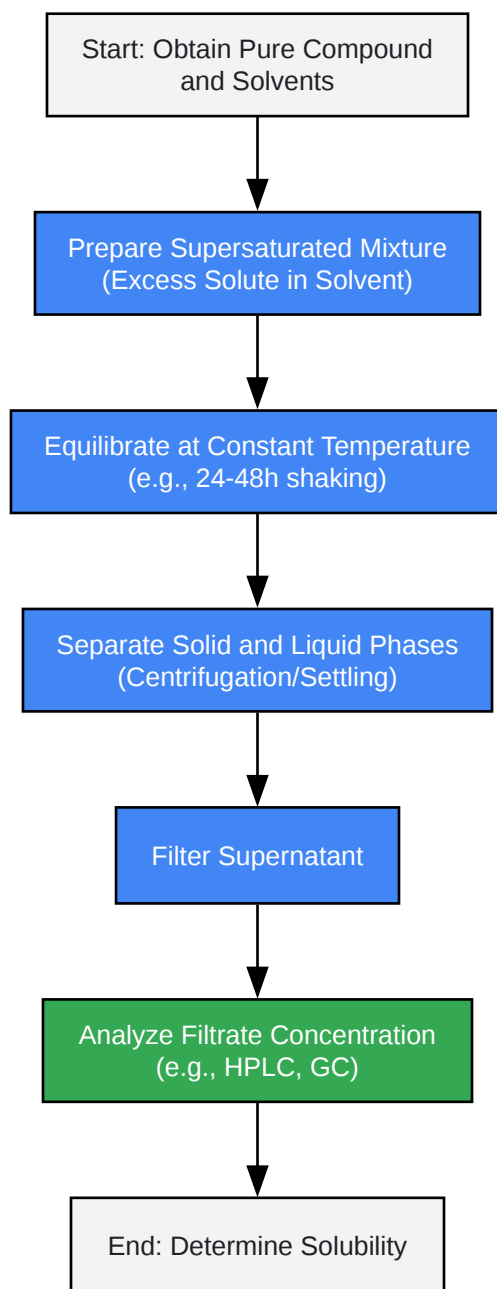 Start: Obtain Pure Compound
and Solvents
Prepare Supersaturated Mixture
(Excess Solute in Solvent)
Equilibrate at Constant Temperature
(e.g., 24-48h shaking)
Separate Solid and Liquid Phases
(Centrifugation/Settling)
Filter Supernatant
Analyze Filtrate Concentration
(e.g., HPLC, GC)
End: Determine Solubility